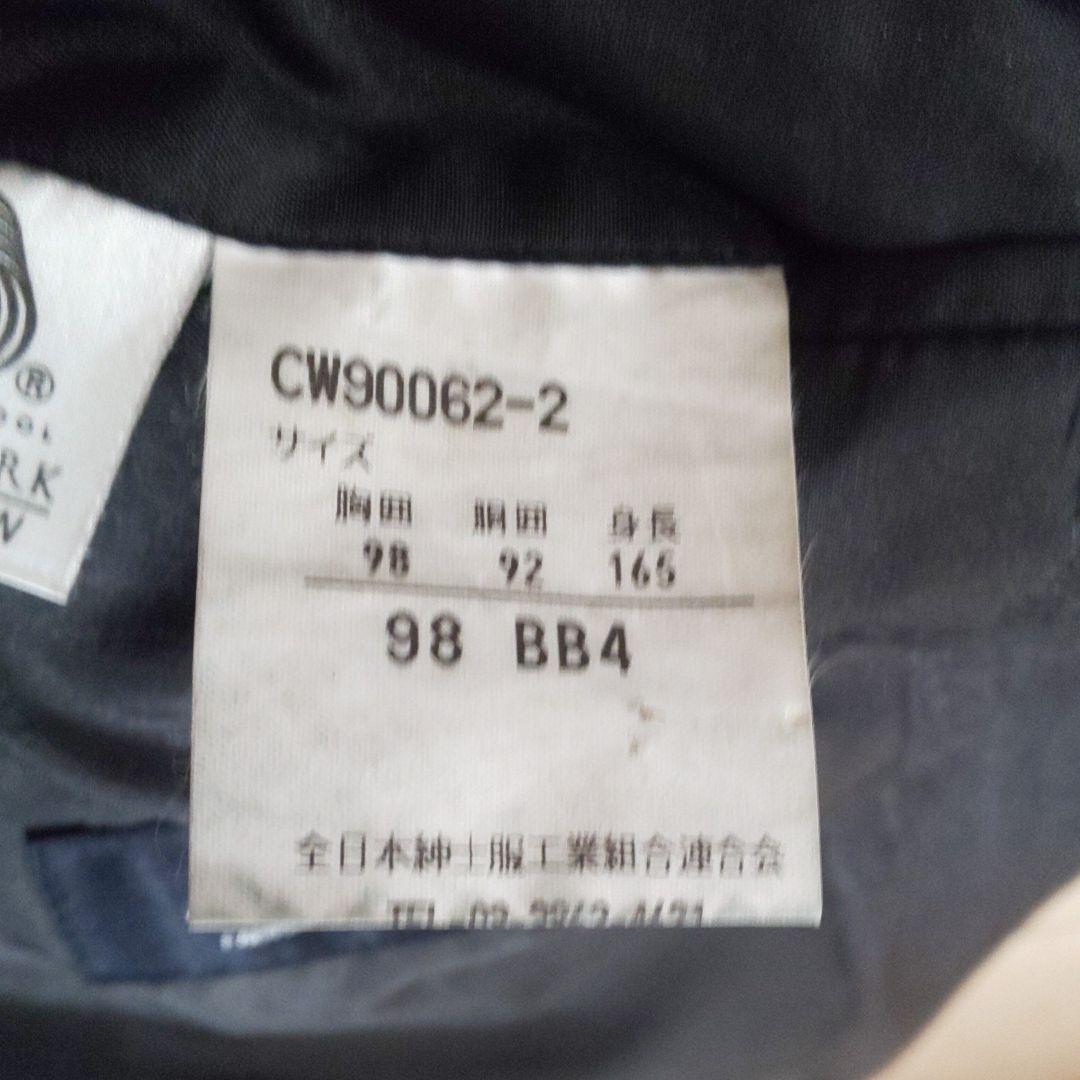 CW90062-2
サイズ
胸囲 胴囲 身長
98 92 165
98 BB4
全日本紳士服工業組合連合会
®